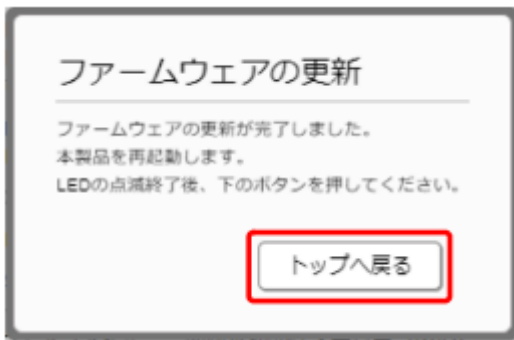 ファームウェアの更新
ファームウェアの更新が完了しました。
本製品を再起動します。
LEDの点滅終了後、下のボタンを押してください。
トップへ戻る